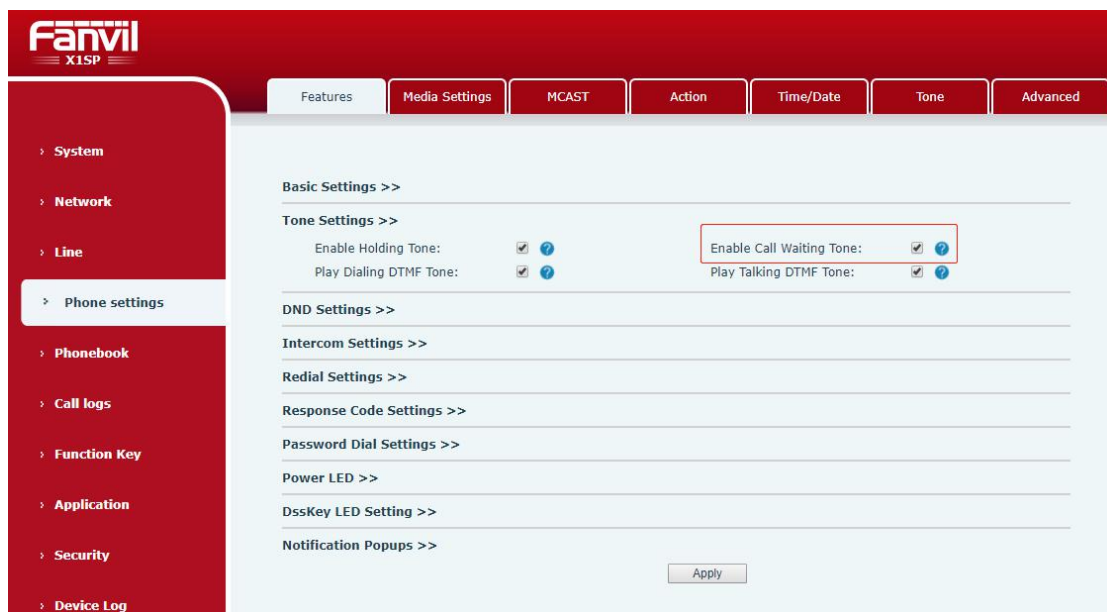 Fanvil
X1SP
Features Media Settings MCAST Action Time/Date Tone Advanced
› System
› Network
› Line
› Phone settings
› Phonebook
› Call logs
› Function Key
› Application
› Security
› Device Log
Basic Settings >>
Tone Settings >>
Enable Holding Tone: ? Enable Call Waiting Tone: ?
Play Dialing DTMF Tone: ? Play Talking DTMF Tone: ?
DND Settings >>
Intercom Settings >>
Redial Settings >>
Response Code Settings >>
Password Dial Settings >>
Power LED >>
DssKey LED Setting >>
Notification Popups >>
Apply